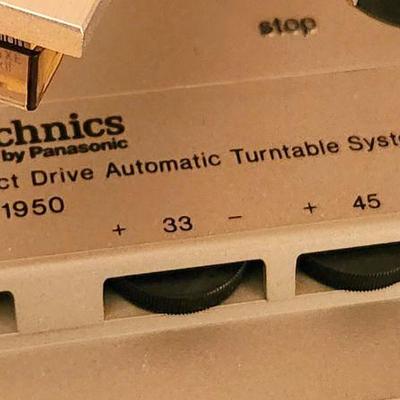 stop
chnics
by Panasonic
ct Drive Automatic Turntable Syst
1950
+ 33 − + 45